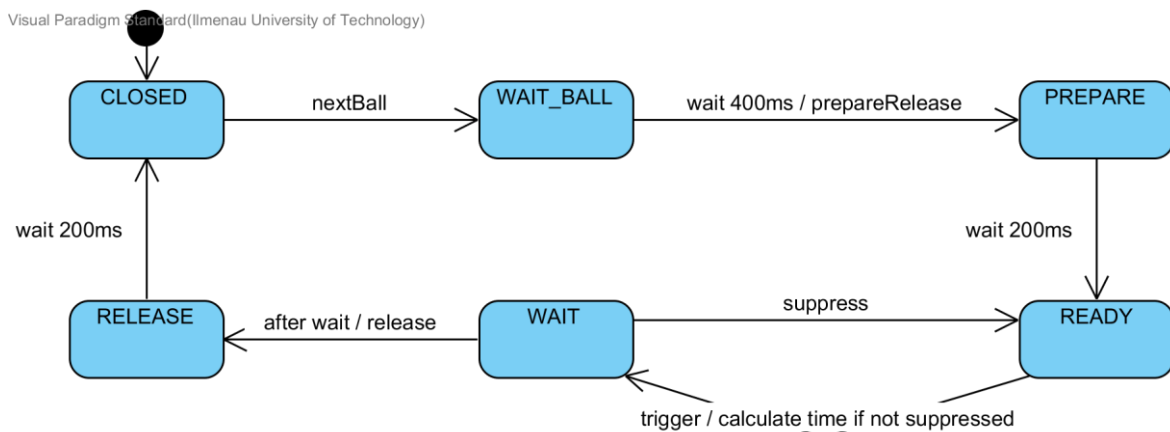 Visual Paradigm Standard(Ilmenau University of Technology)
CLOSED
nextBall
WAIT_BALL
wait 400ms / prepareRelease
PREPARE
wait 200ms
wait 200ms
RELEASE
after wait / release
WAIT
suppress
READY
trigger / calculate time if not suppressed